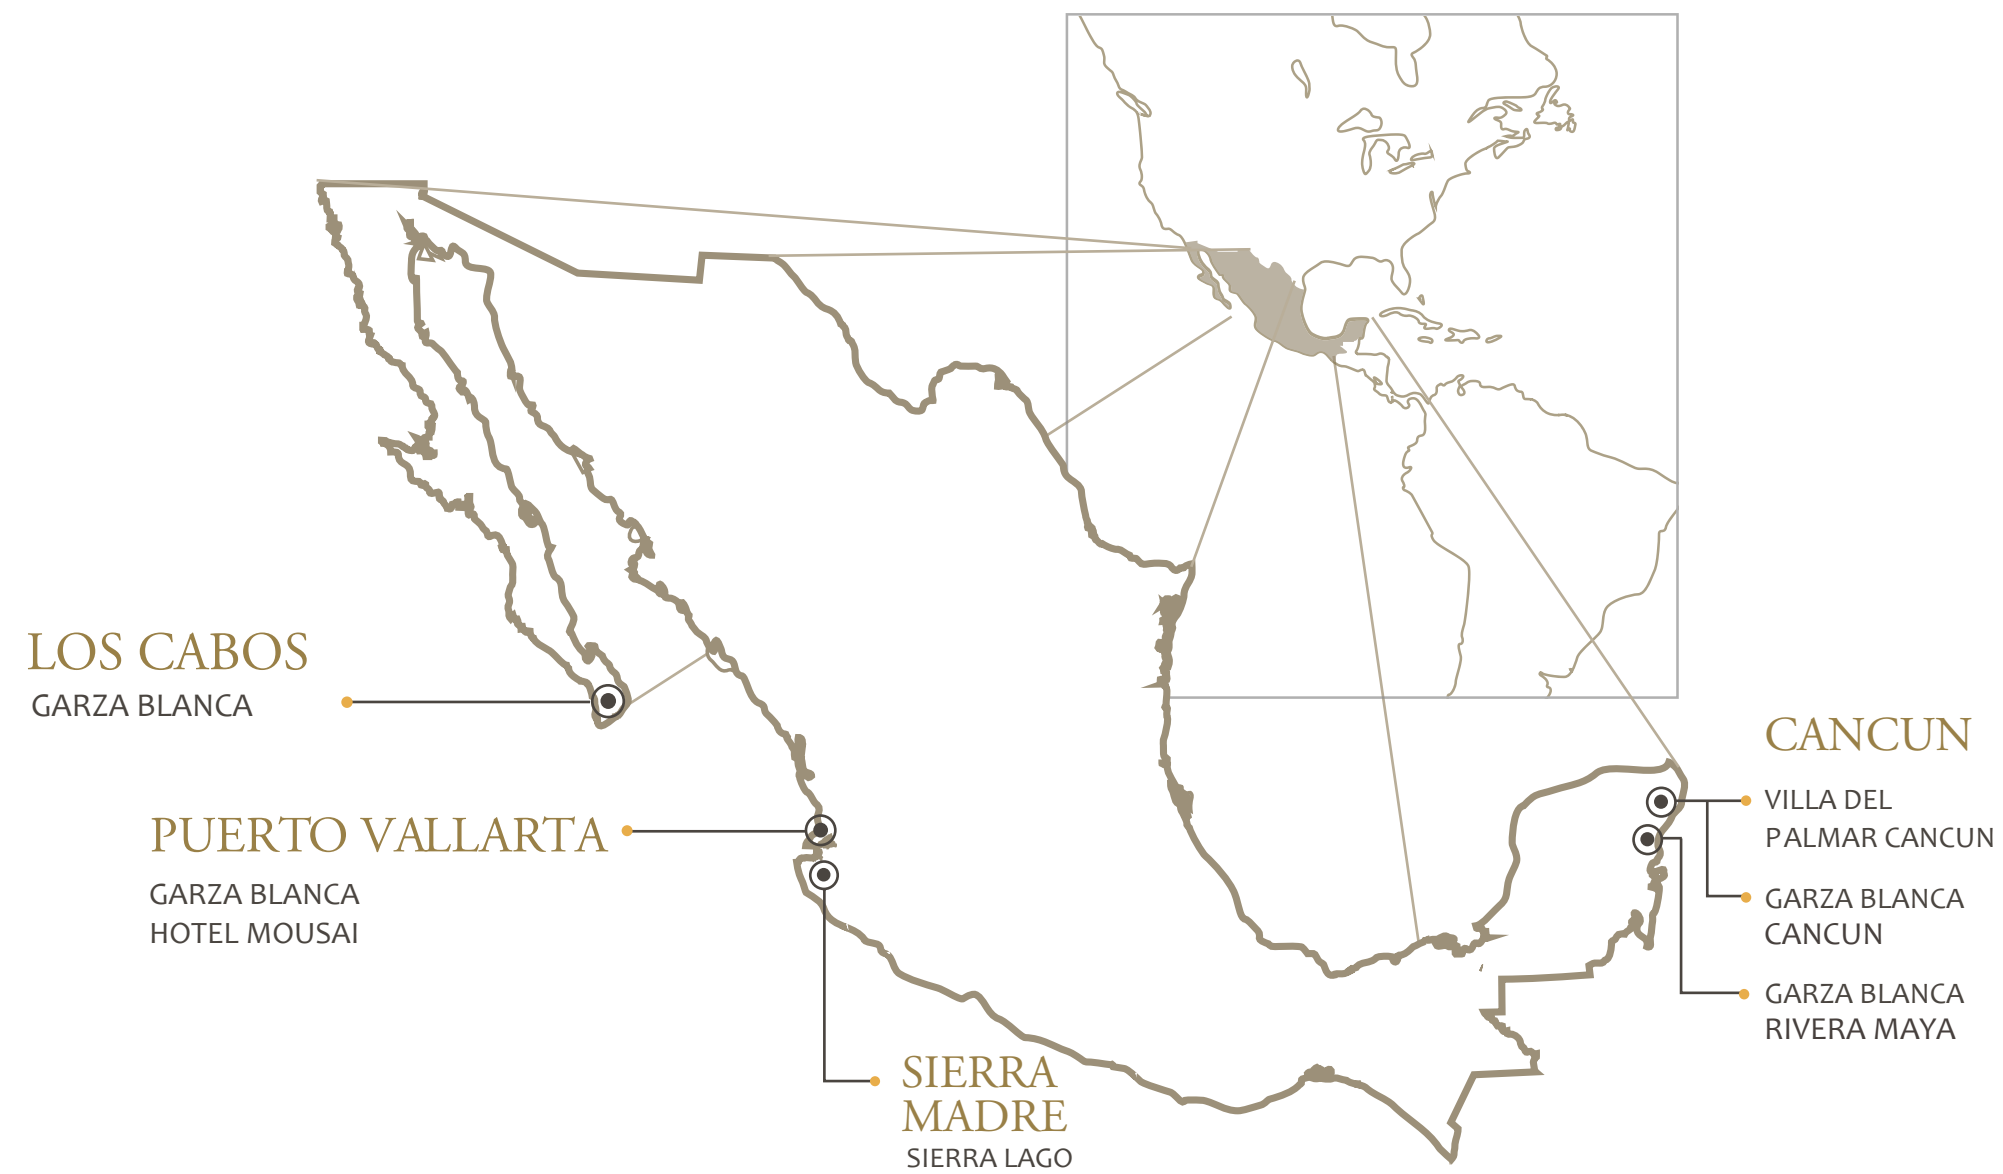 LOS CABOS
GARZA BLANCA
PUERTO VALLARTA
GARZA BLANCA
HOTEL MOUSAI
SIERRA
MADRE
SIERRA LAGO
CANCUN
VILLA DEL
PALMAR CANCUN
GARZA BLANCA
CANCUN
GARZA BLANCA
RIVERA MAYA